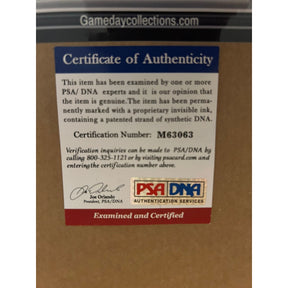 Gamedaycollections.com
Certificate of Authenticity
This item has been examined by one or more
PSA/ DNA experts and it is our opinion that
the item is genuine. The item has been perma-
nently marked with a proprietary invisible ink,
containing a patented strand of synthetic DNA.
Certification Number: M63063
Verification inquiries can be made to PSA/DNA by
calling 800-325-1121 or by visiting psacard.com and
entering the certification number above.
Joe Orlando
President, PSA/DNA
PSA DNA
AUTHENTICATION SERVICES
Examined and Certified